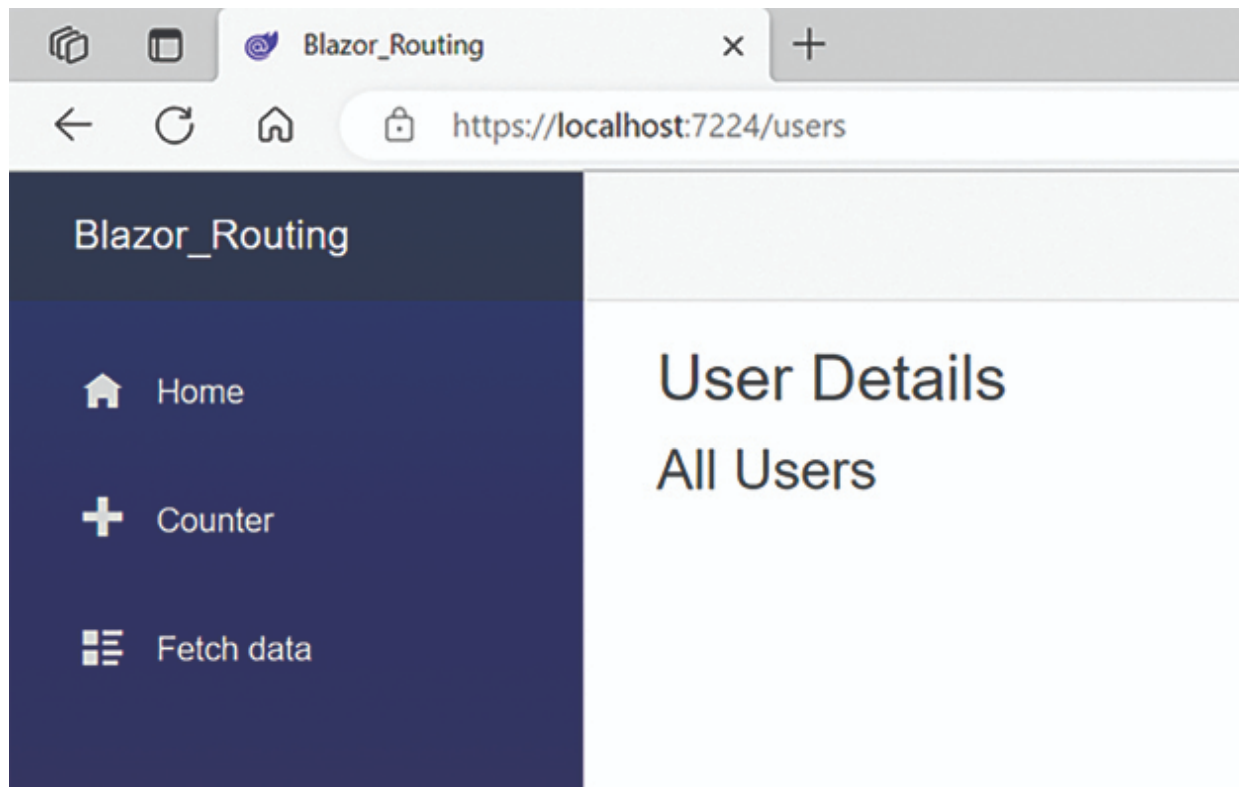 Blazor_Routing
https://localhost:7224/users
Blazor_Routing
Home
Counter
Fetch data
User Details
All Users